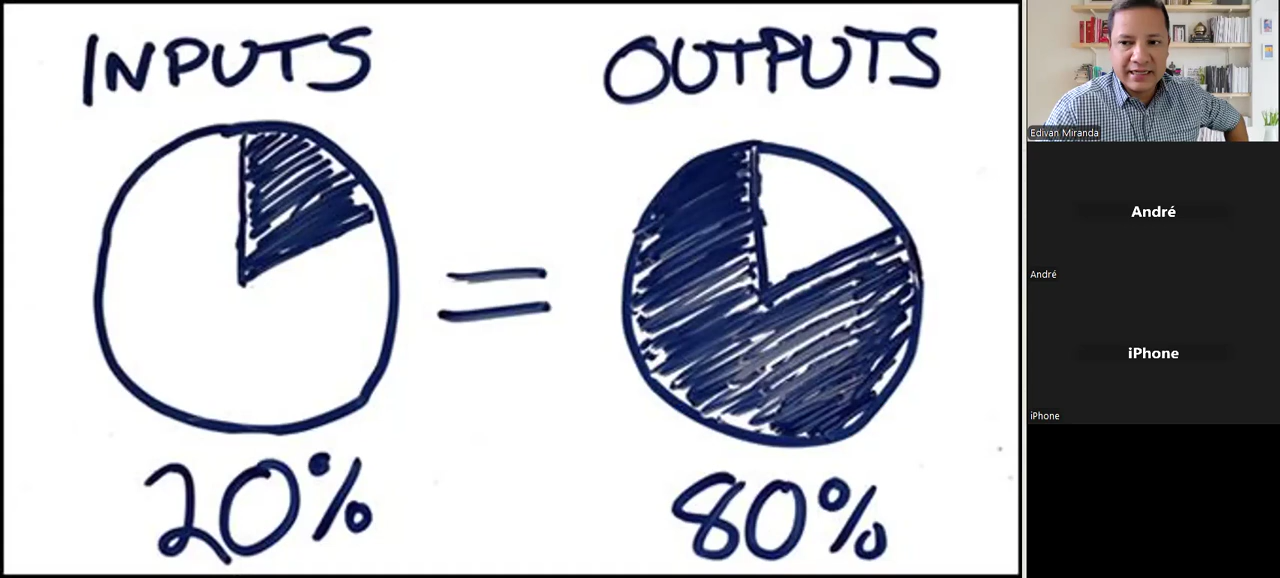 INPUTS
OUTPUTS
=
20%
80%
Edivan Miranda
André
André
iPhone
iPhone